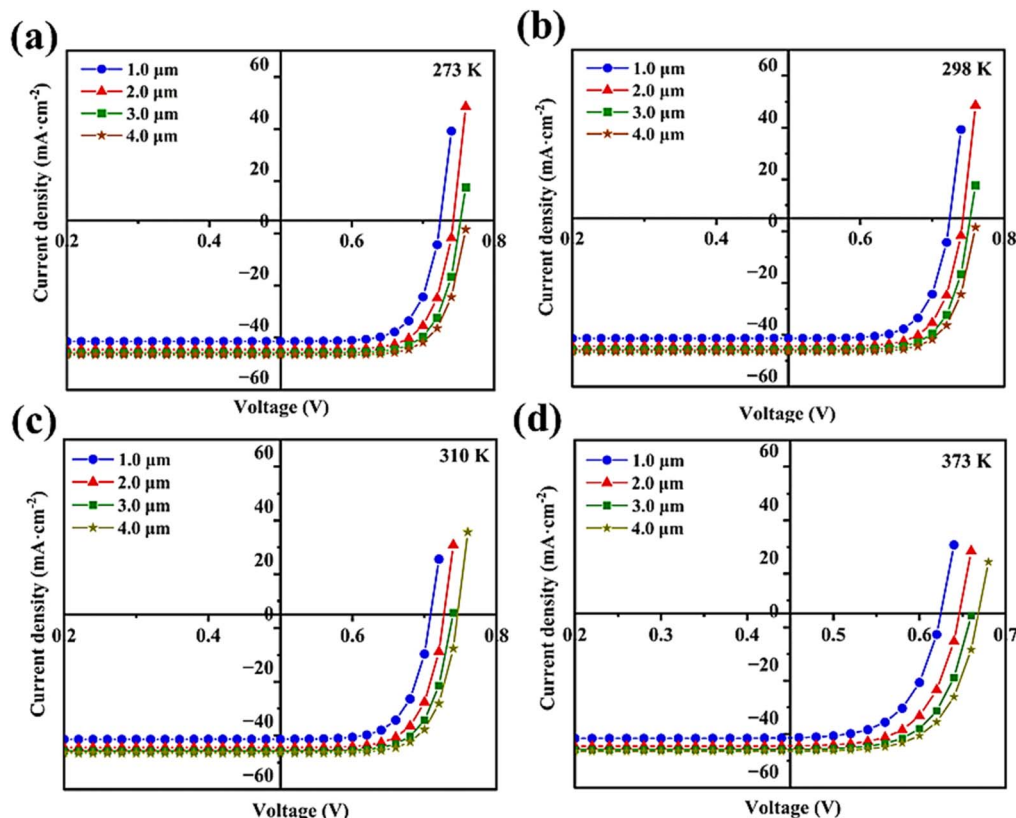 (a)
273 K
1.0 μm
2.0 μm
3.0 μm
4.0 μm
Current density (mA·cm⁻²)
60
40
20
0
−20
−40
−60
0.2
0.4
0.6
0.8
Voltage (V)
(b)
298 K
1.0 μm
2.0 μm
3.0 μm
4.0 μm
Current density (mA·cm⁻²)
60
40
20
0
−20
−40
−60
0.2
0.4
0.6
0.8
Voltage (V)
(c)
310 K
1.0 μm
2.0 μm
3.0 μm
4.0 μm
Current density (mA·cm⁻²)
60
40
20
0
−20
−40
−60
0.2
0.4
0.6
0.8
Voltage (V)
(d)
373 K
1.0 μm
2.0 μm
3.0 μm
4.0 μm
Current density (mA·cm⁻²)
60
40
20
0
−20
−40
−60
0.2
0.3
0.4
0.5
0.6
0.7
Voltage (V)